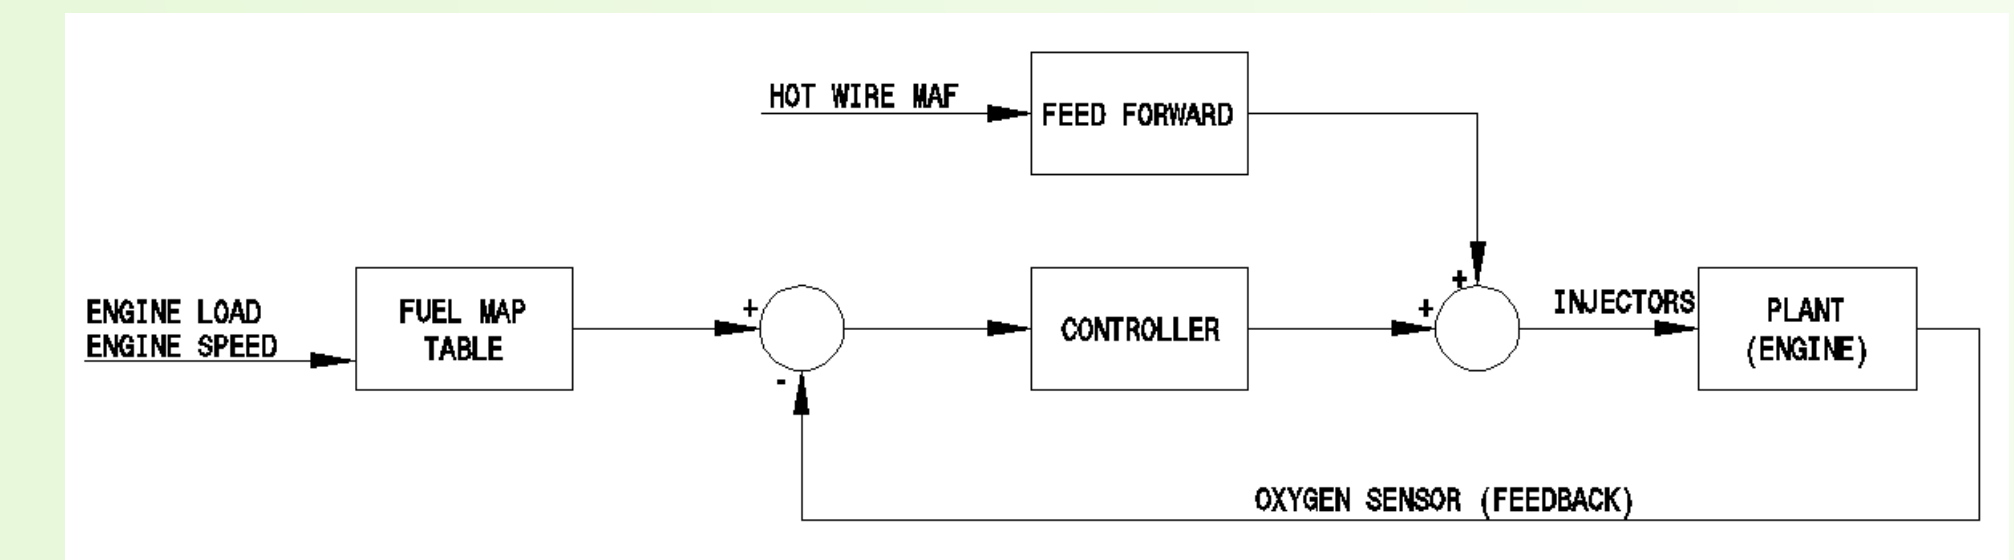 HOT WIRE MAF
FEED FORWARD
+
ENGINE LOAD
ENGINE SPEED
FUEL MAP
TABLE
+
-
CONTROLLER
+
INJECTORS
PLANT
(ENGINE)
OXYGEN SENSOR (FEEDBACK)